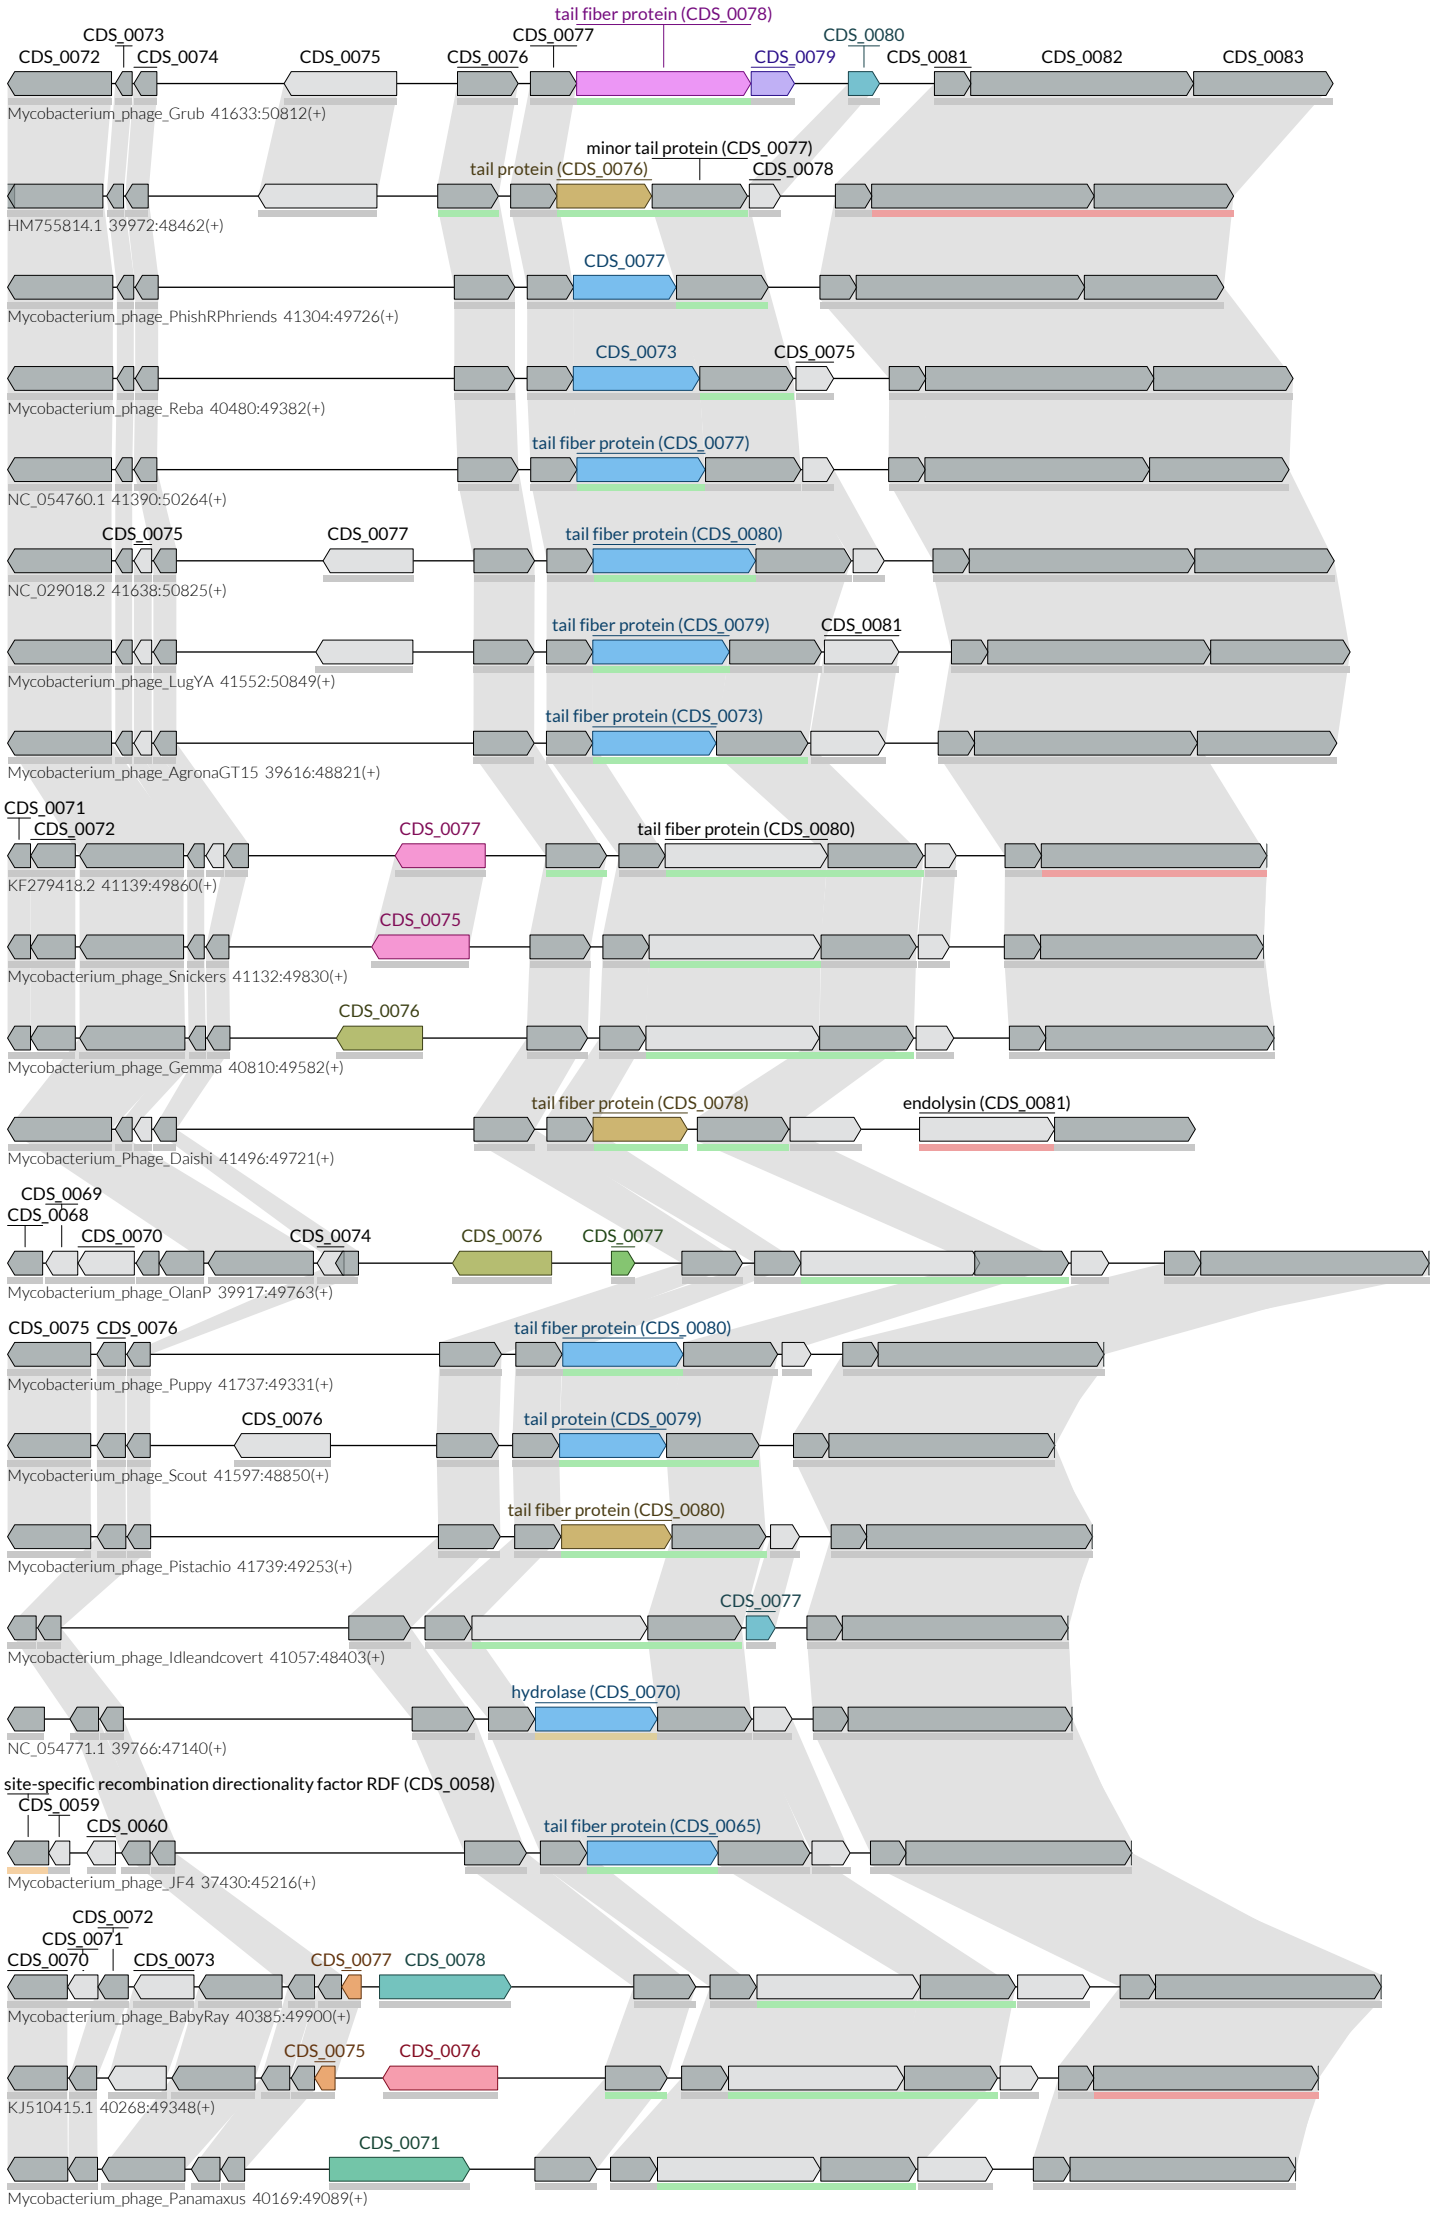 tail fiber protein (CDS_0078)
CDS_0073 CDS_0077 CDS_0080
CDS_0072 CDS_0074 CDS_0075 CDS_0076 CDS_0079 CDS_0081 CDS_0082 CDS_0083
Mycobacterium_phage_Grub 41633:50812(+)
minor tail protein (CDS_0077)
tail protein (CDS_0076) CDS_0078
HM755814.1 39972:48462(+)
CDS_0077
Mycobacterium_phage_PhishRPhriends 41304:49726(+)
CDS_0073 CDS_0075
Mycobacterium_phage_Reba 40480:49382(+)
tail fiber protein (CDS_0077)
NC_054760.1 41390:50264(+)
CDS_0075 CDS_0077 tail fiber protein (CDS_0080)
NC_029018.2 41638:50825(+)
tail fiber protein (CDS_0079) CDS_0081
Mycobacterium_phage_LugYA 41552:50849(+)
tail fiber protein (CDS_0073)
Mycobacterium_phage_AgronaGT15 39616:48821(+)
CDS_0071
CDS_0072 CDS_0077 tail fiber protein (CDS_0080)
KF279418.2 41139:49860(+)
CDS_0075
Mycobacterium_phage_Snickers 41132:49830(+)
CDS_0076
Mycobacterium_phage_Gemma 40810:49582(+)
tail fiber protein (CDS_0078) endolysin (CDS_0081)
Mycobacterium_Phage_Daishi 41496:49721(+)
CDS_0069
CDS_0068
CDS_0070 CDS_0074 CDS_0076 CDS_0077
Mycobacterium_phage_OlanP 39917:49763(+)
CDS_0075 CDS_0076 tail fiber protein (CDS_0080)
Mycobacterium_phage_Puppy 41737:49331(+)
CDS_0076 tail protein (CDS_0079)
Mycobacterium_phage_Scout 41597:48850(+)
tail fiber protein (CDS_0080)
Mycobacterium_phage_Pistachio 41739:49253(+)
CDS_0077
Mycobacterium_phage_Idleandcovert 41057:48403(+)
hydrolase (CDS_0070)
NC_054771.1 39766:47140(+)
site-specific recombination directionality factor RDF (CDS_0058)
CDS_0059
CDS_0060 tail fiber protein (CDS_0065)
Mycobacterium_phage_JF4 37430:45216(+)
CDS_0072
CDS_0071
CDS_0070 CDS_0073 CDS_0077 CDS_0078
Mycobacterium_phage_BabyRay 40385:49900(+)
CDS_0075 CDS_0076
KJ510415.1 40268:49348(+)
CDS_0071
Mycobacterium_phage_Panamaxus 40169:49089(+)